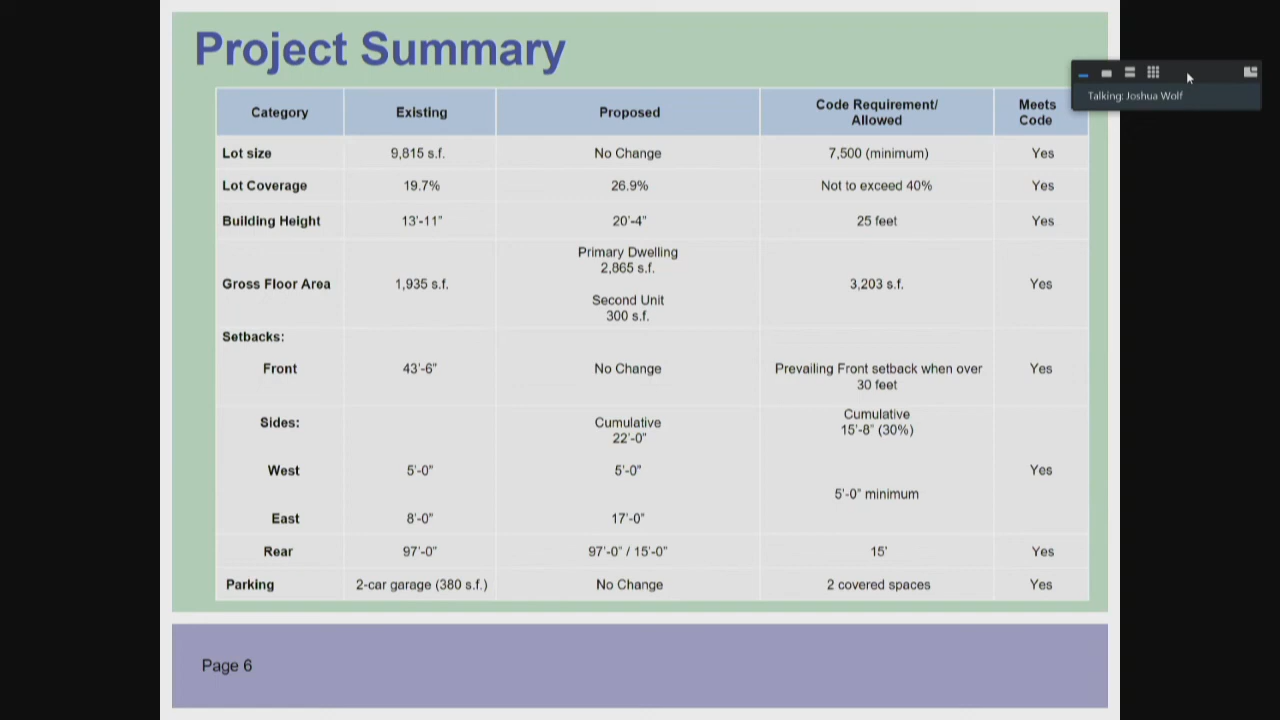 Project Summary
Talking: Joshua Wolf
Category Existing Proposed Code Requirement/ Allowed Meets Code
Lot size 9,815 s.f. No Change 7,500 (minimum) Yes
Lot Coverage 19.7% 26.9% Not to exceed 40% Yes
Building Height 13'-11" 20'-4" 25 feet Yes
Gross Floor Area 1,935 s.f. Primary Dwelling 2,865 s.f. Second Unit 300 s.f. 3,203 s.f. Yes
Setbacks:
Front 43'-6" No Change Prevailing Front setback when over 30 feet Yes
Sides: Cumulative 22'-0" Cumulative 15'-8" (30%)
West 5'-0" 5'-0" Yes
5'-0" minimum
East 8'-0" 17'-0"
Rear 97'-0" 97'-0" / 15'-0" 15' Yes
Parking 2-car garage (380 s.f.) No Change 2 covered spaces Yes
Page 6